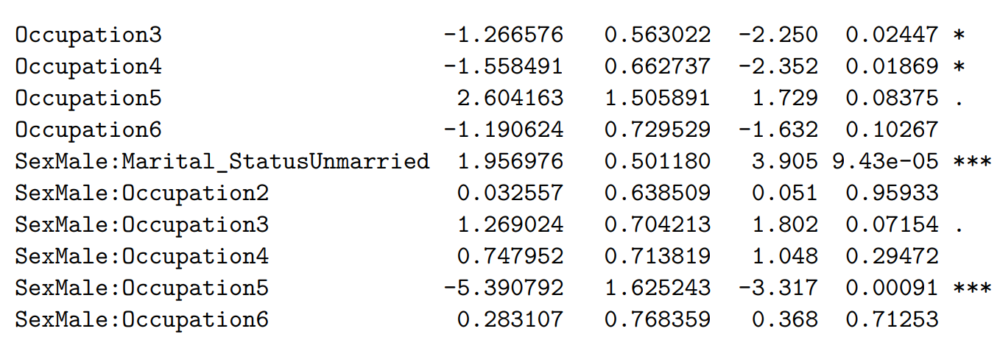 Occupation3 -1.266576 0.563022 -2.250 0.02447 *
Occupation4 -1.558491 0.662737 -2.352 0.01869 *
Occupation5 2.604163 1.505891 1.729 0.08375 .
Occupation6 -1.190624 0.729529 -1.632 0.10267
SexMale:Marital_StatusUnmarried 1.956976 0.501180 3.905 9.43e-05 ***
SexMale:Occupation2 0.032557 0.638509 0.051 0.95933
SexMale:Occupation3 1.269024 0.704213 1.802 0.07154 .
SexMale:Occupation4 0.747952 0.713819 1.048 0.29472
SexMale:Occupation5 -5.390792 1.625243 -3.317 0.00091 ***
SexMale:Occupation6 0.283107 0.768359 0.368 0.71253